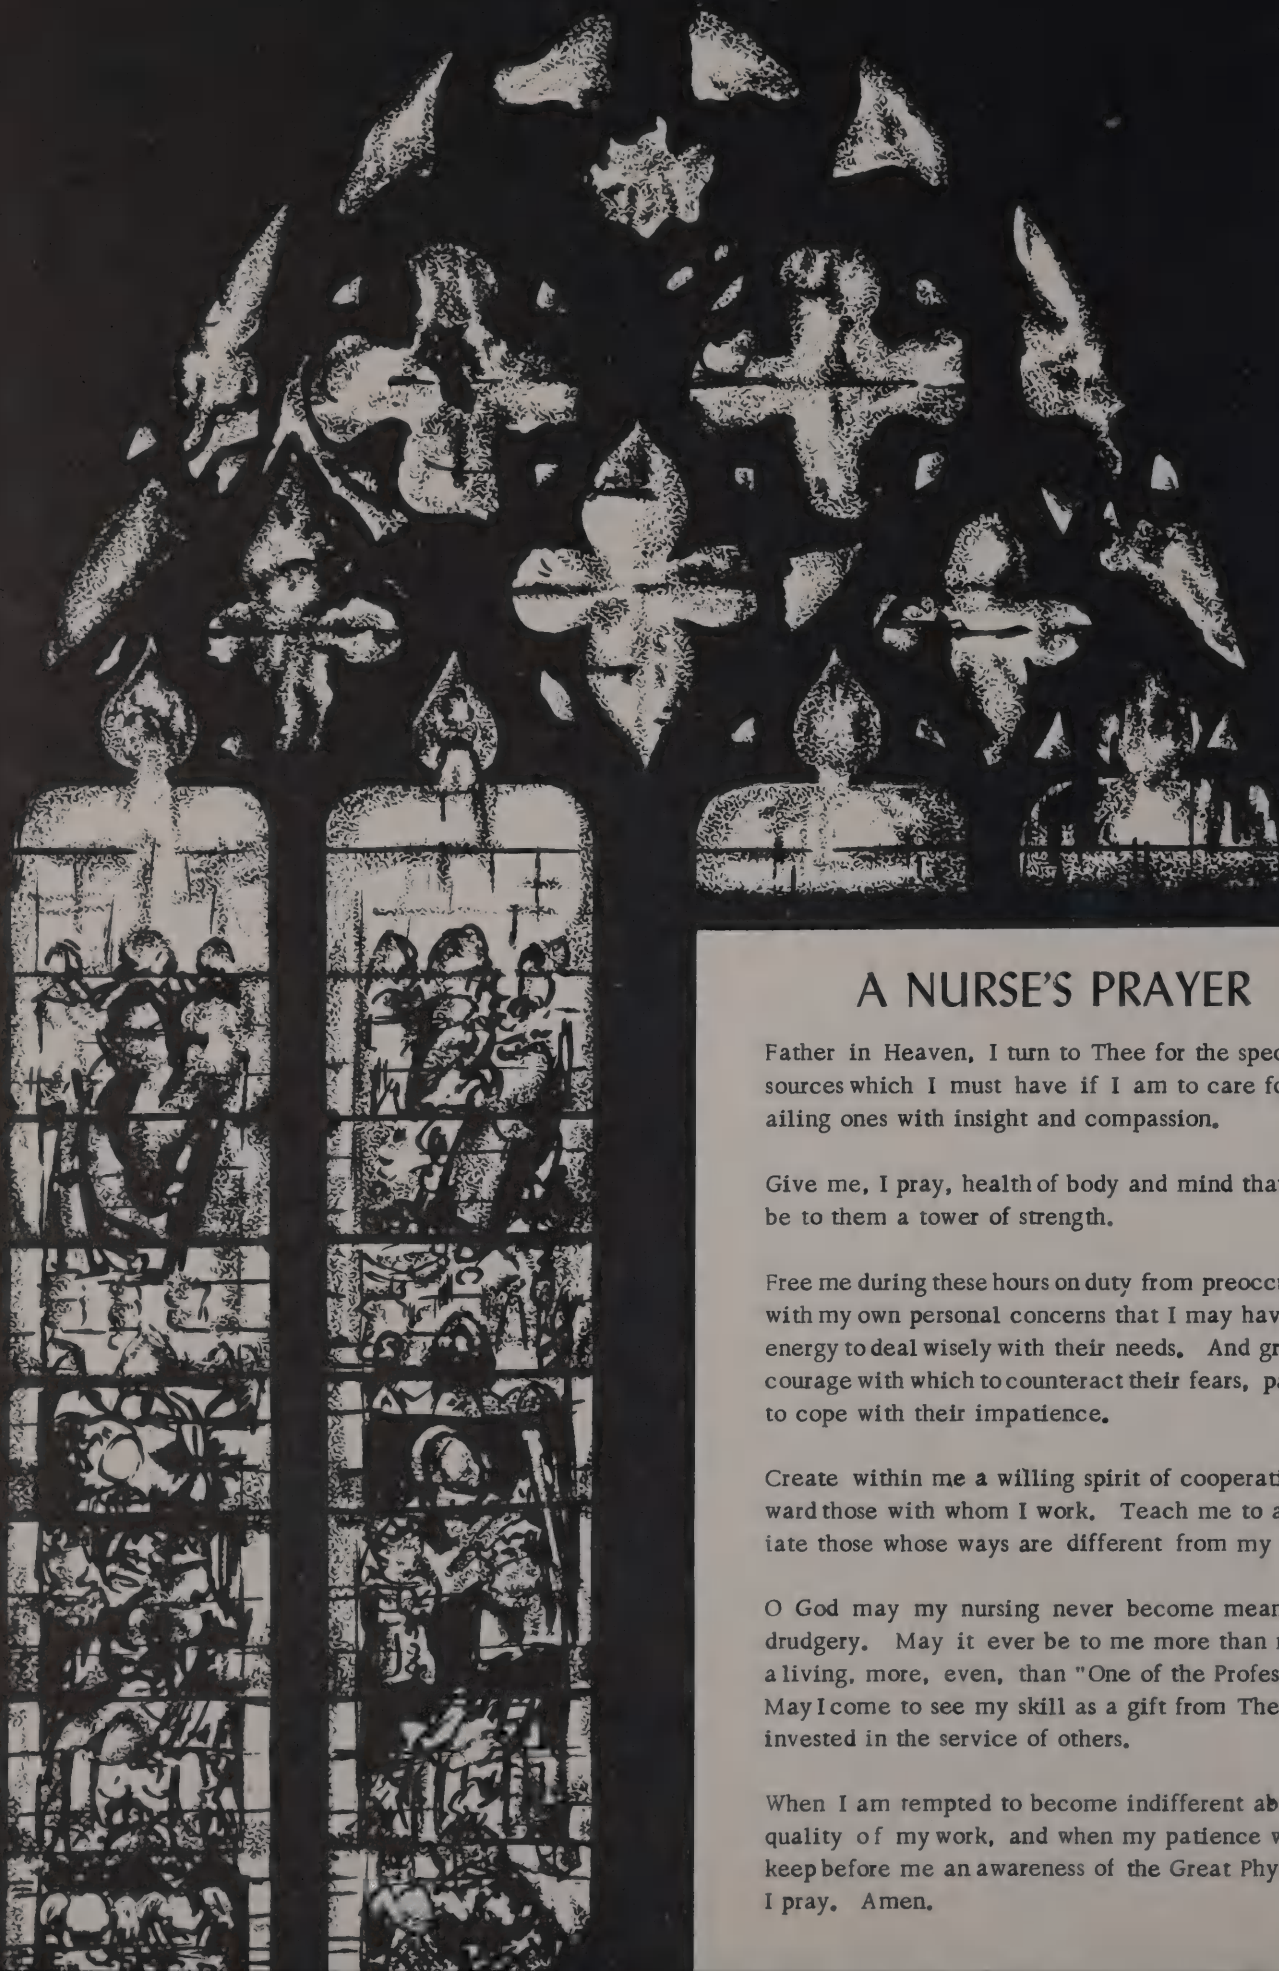 A NURSE'S PRAYER
Father in Heaven, I turn to Thee for the spec
sources which I must have if I am to care fo
ailing ones with insight and compassion.
Give me, I pray, health of body and mind tha
be to them a tower of strength.
Free me during these hours on duty from preoccu
with my own personal concerns that I may hav
energy to deal wisely with their needs. And gr
courage with which to counteract their fears, pa
to cope with their impatience.
Create within me a willing spirit of cooperati
ward those with whom I work. Teach me to a
iate those whose ways are different from my
O God may my nursing never become mean
drudgery. May it ever be to me more than
a living, more, even, than "One of the Profes
May I come to see my skill as a gift from The
invested in the service of others.
When I am tempted to become indifferent ab
quality of my work, and when my patience w
keep before me an awareness of the Great Phy
I pray. Amen.